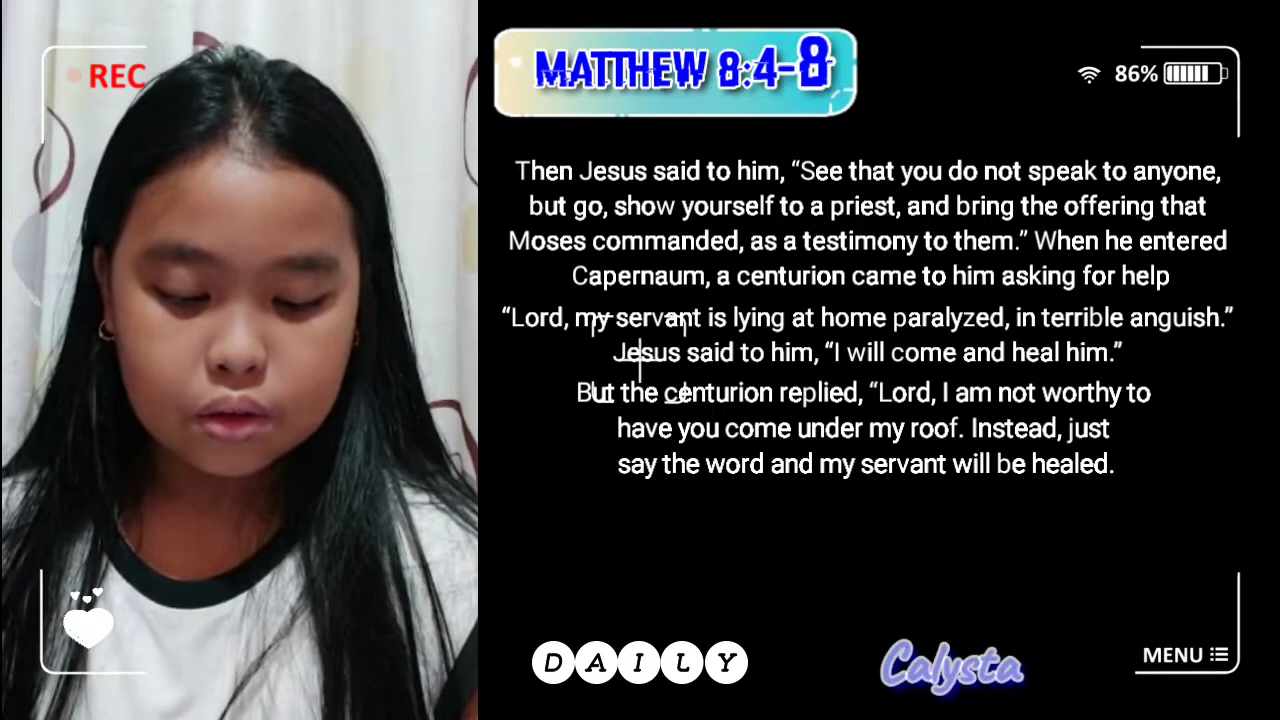 REC
MATTHEW 8:4-8
86%
Then Jesus said to him, “See that you do not speak to anyone,
but go, show yourself to a priest, and bring the offering that
Moses commanded, as a testimony to them.” When he entered
Capernaum, a centurion came to him asking for help
“Lord, my servant is lying at home paralyzed, in terrible anguish.”
Jesus said to him, “I will come and heal him.”
But the centurion replied, “Lord, I am not worthy to
have you come under my roof. Instead, just
say the word and my servant will be healed.
DAILY
Calysta
MENU